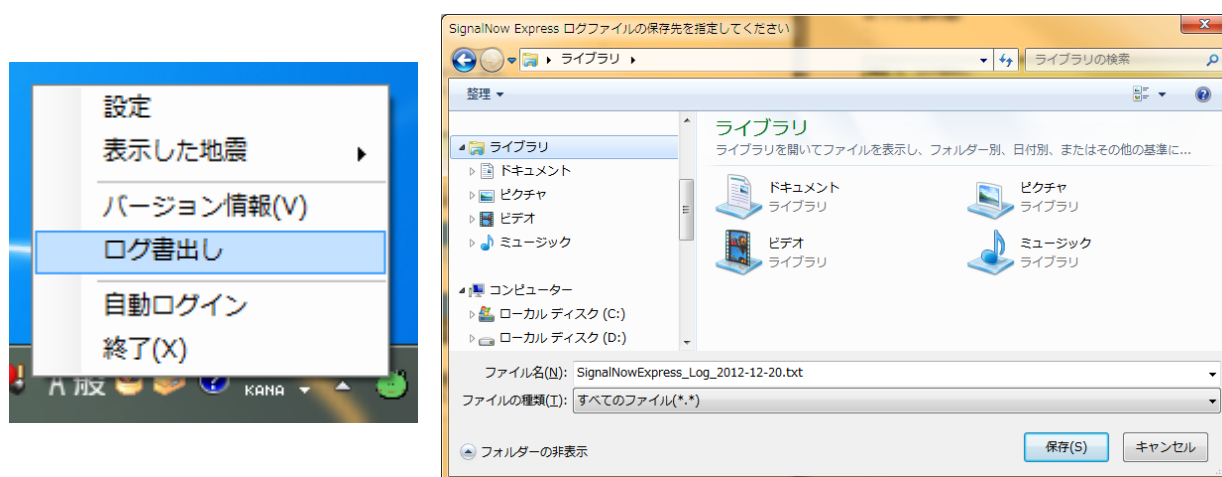 設定
表示した地震
バージョン情報(V)
ログ書出し
自動ログイン
終了(X)
A 般
KANA
SignalNow Express ログファイルの保存先を指定してください
ライブラリ
ライブラリの検索
整理
ライブラリ
ドキュメント
ピクチャ
ビデオ
ミュージック
コンピューター
ローカル ディスク (C:)
ローカル ディスク (D:)
ライブラリ
ライブラリを開いてファイルを表示し、フォルダー別、日付別、またはその他の基準に...
ドキュメント
ライブラリ
ピクチャ
ライブラリ
ビデオ
ライブラリ
ミュージック
ライブラリ
ファイル名(N): SignalNowExpress_Log_2012-12-20.txt
ファイルの種類(T): すべてのファイル(*.*)
フォルダーの非表示
保存(S)
キャンセル